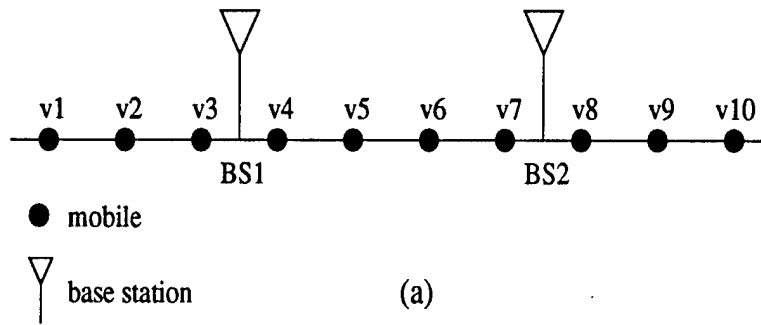 v1 v2 v3 v4 v5 v6 v7 v8 v9 v10
BS1 BS2
mobile
base station
(a)